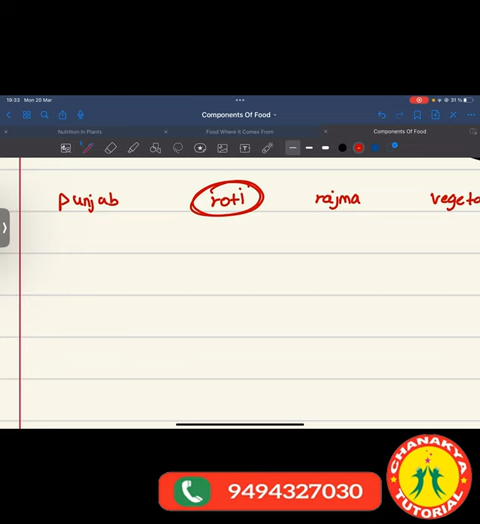 19:33 Mon 20 Mar
31 %
Components Of Food
Nutrition In Plants
Food Where It Comes From
Components Of Food
punjab roti rajma vegeta
9494327030
CHANAKYA
TUTORIAL